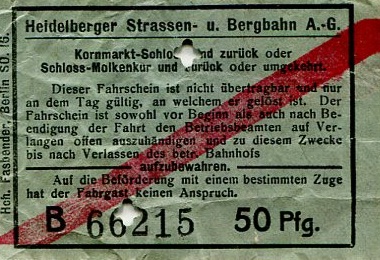 Heidelberger Strassen- u. Bergbahn A.-G.
Kornmarkt-Schlo nd zurück oder
Schloss-Molkenkur und zurück oder umgekehrt.
Dieser Fahrschein ist nicht übertragbar und nur
an dem Tag gültig, an welchem er gelöst ist. Der
Fahrschein ist sowohl vor Beginn als auch nach Be-
endigung der Fahrt den Betriebsbeamten auf Ver-
langen offen auszuhändigen und zu diesem Zwecke
bis nach Verlassen des betr. Bahnhofs
aufzubewahren.
Auf die Beförderung mit einem bestimmten Zuge
hat der Fahrgast keinen Anspruch.
B 66215 50 Pfg.
Hch. Fasbender, Berlin SO. 16.